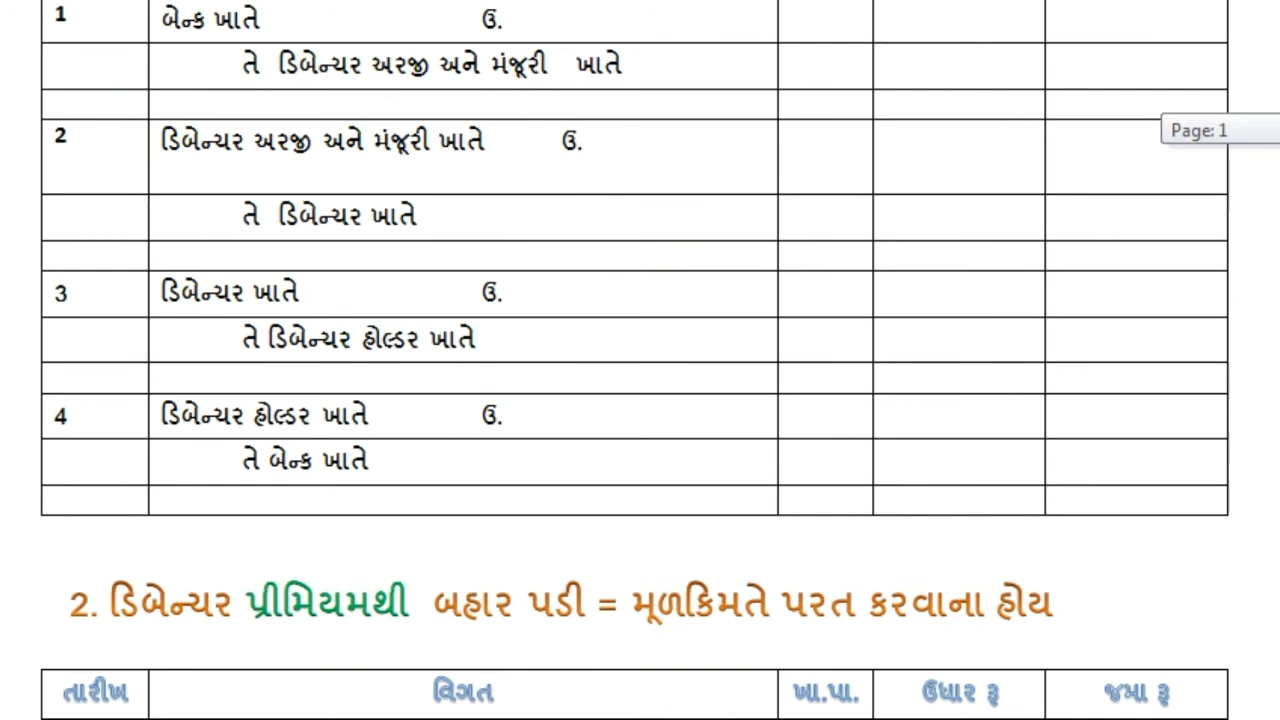 1 બેન્ક ખાતે ઉ.
તે ડિબેન્ચર અરજી અને મંજૂરી ખાતે
Page: 1
2 ડિબેન્ચર અરજી અને મંજૂરી ખાતે ઉ.
તે ડિબેન્ચર ખાતે
3 ડિબેન્ચર ખાતે ઉ.
તે ડિબેન્ચર હોલ્ડર ખાતે
4 ડિબેન્ચર હોલ્ડર ખાતે ઉ.
તે બેન્ક ખાતે
2. ડિબેન્ચર પ્રીમિયમથી બહાર પડી = મૂળકિમતે પરત કરવાના હોય
તારીખ વિગત ખા.પા. ઉધાર રૂ જમા રૂ